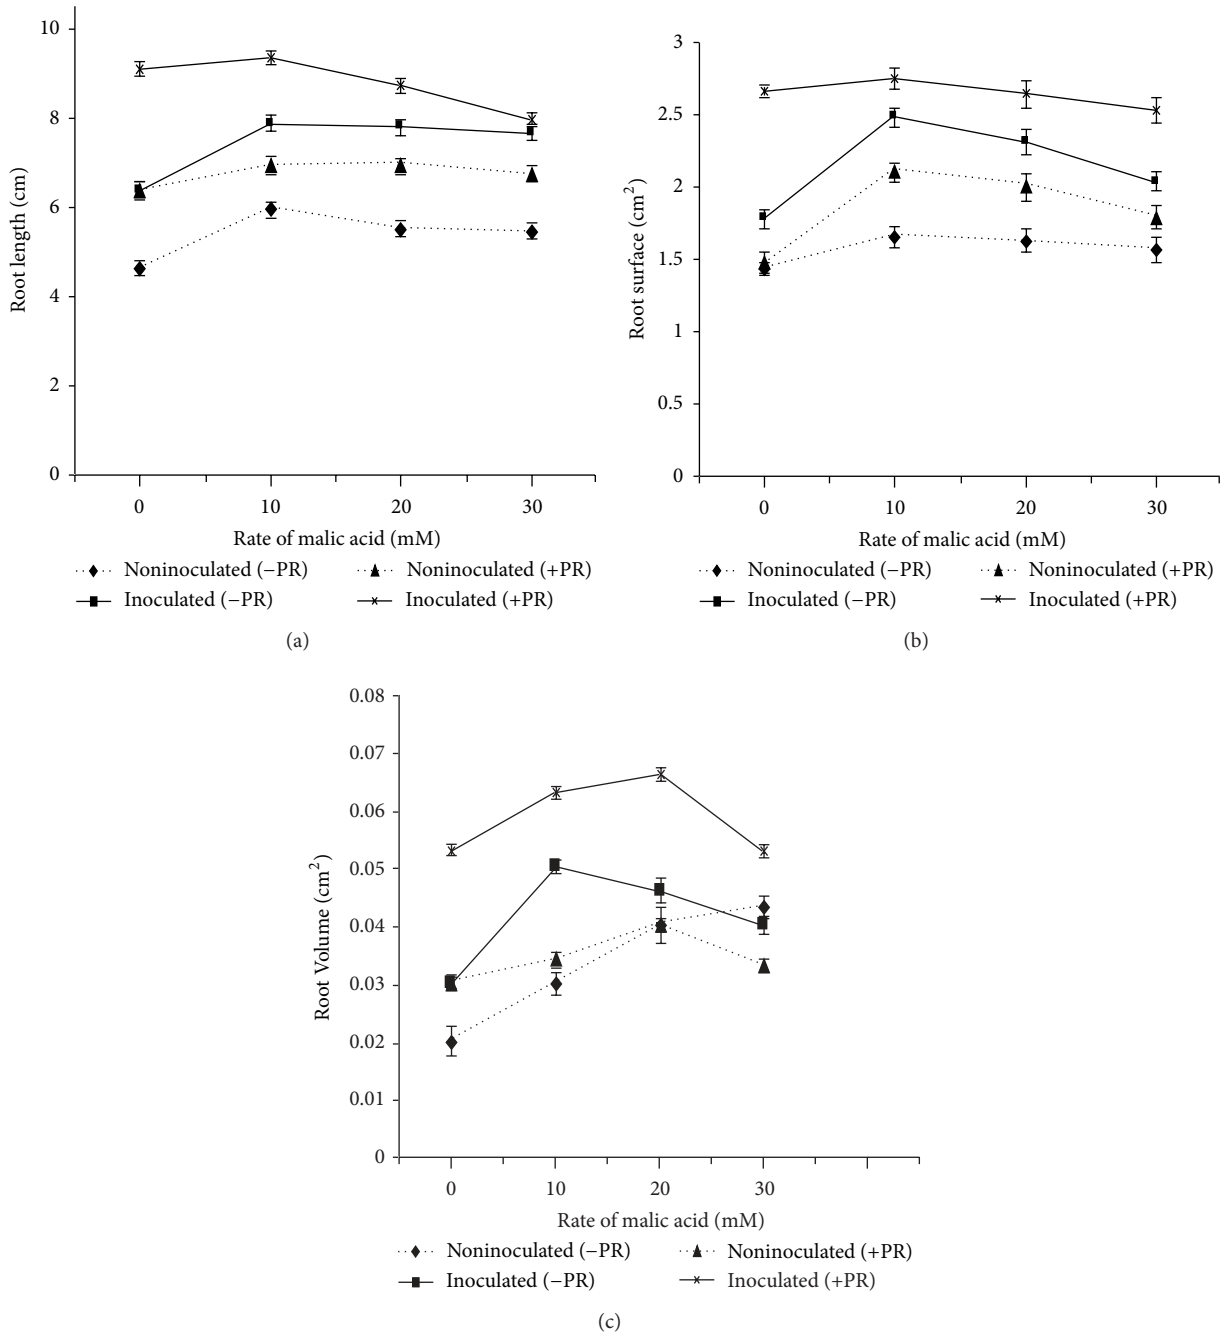 10
8
6
4
2
0
Root length (cm)
0 10 20 30
Rate of malic acid (mM)
Noninoculated (−PR) Noninoculated (+PR)
Inoculated (−PR) Inoculated (+PR)
(a)
3
2.5
2
1.5
1
0.5
0
Root surface (cm²)
0 10 20 30
Rate of malic acid (mM)
Noninoculated (−PR) Noninoculated (+PR)
Inoculated (−PR) Inoculated (+PR)
(b)
0.08
0.07
0.06
0.05
0.04
0.03
0.02
0.01
0
Root Volume (cm²)
0 10 20 30
Rate of malic acid (mM)
Noninoculated (−PR) Noninoculated (+PR)
Inoculated (−PR) Inoculated (+PR)
(c)